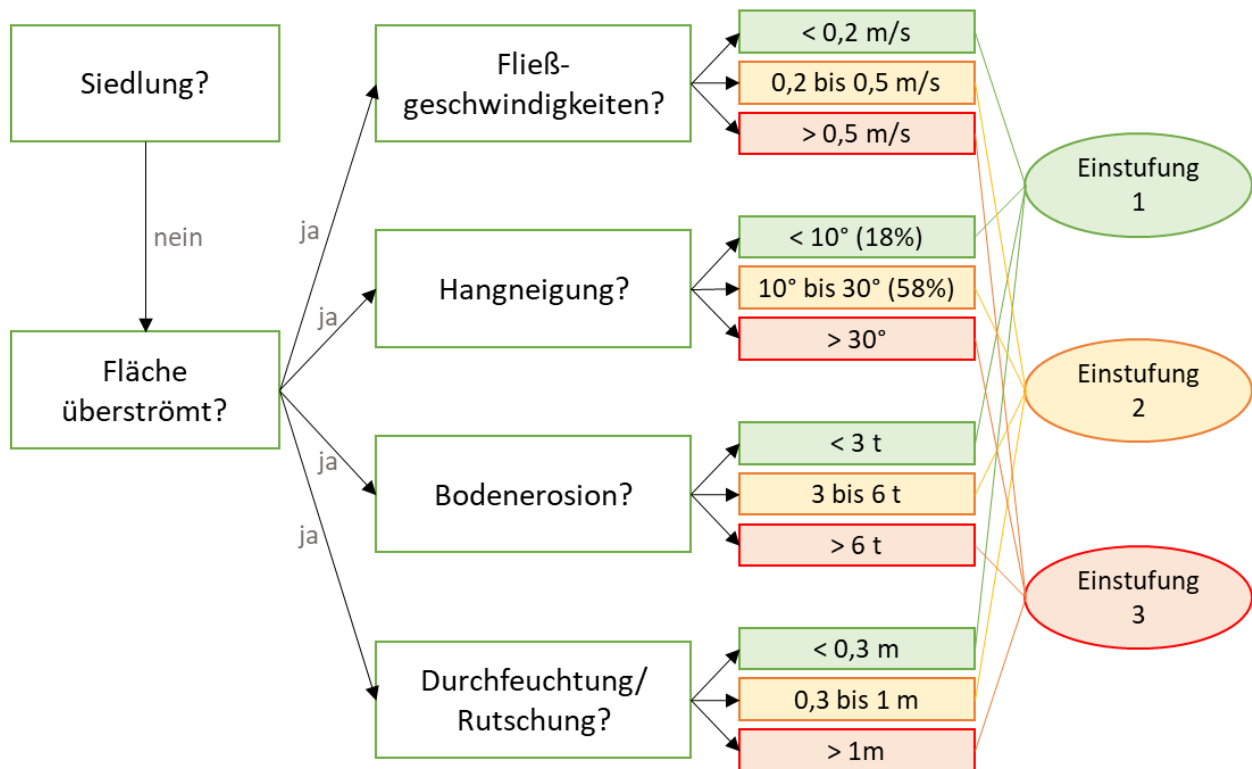 Siedlung?
nein
Fläche
überströmt?
ja
ja
ja
ja
Fließ-
geschwindigkeiten?
< 0,2 m/s
0,2 bis 0,5 m/s
> 0,5 m/s
Hangneigung?
< 10° (18%)
10° bis 30° (58%)
> 30°
Bodenerosion?
< 3 t
3 bis 6 t
> 6 t
Durchfeuchtung/
Rutschung?
< 0,3 m
0,3 bis 1 m
> 1m
Einstufung
1
Einstufung
2
Einstufung
3